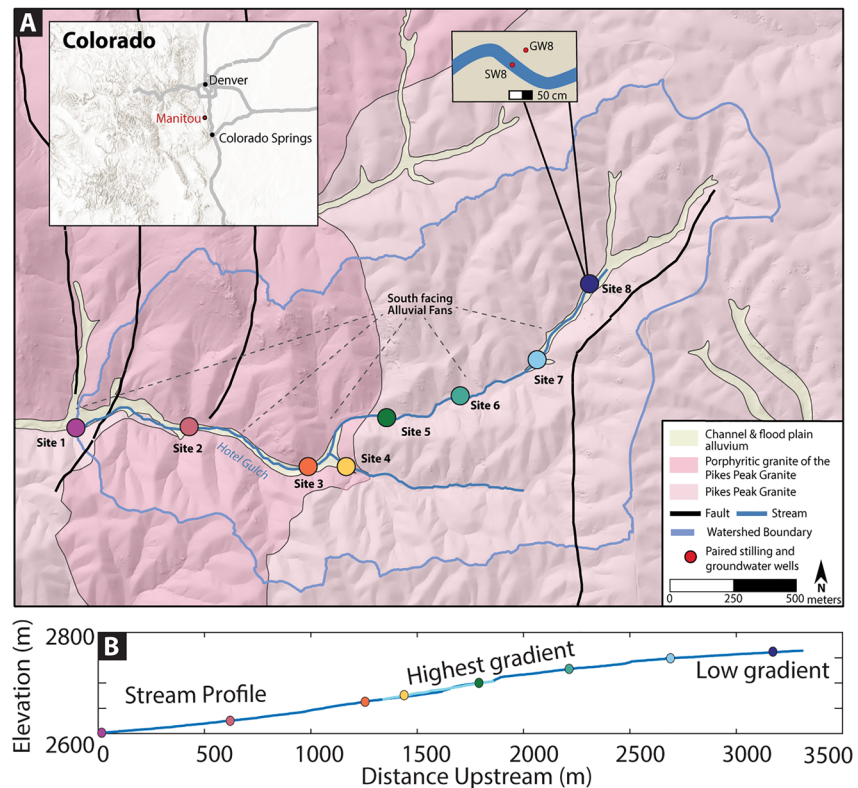 A
Colorado
Denver
Manitou
Colorado Springs
GW8
SW8
50 cm
South facing
Alluvial Fans
Site 8
Site 7
Site 6
Site 5
Site 4
Site 3
Site 2
Site 1
Hotel Gulch
Channel & flood plain
alluvium
Porphyritic granite of the
Pikes Peak Granite
Pikes Peak Granite
Fault
Stream
Watershed Boundary
Paired stilling and
groundwater wells
N
0 250 500 meters
B
Elevation (m)
2800
2600
Stream Profile
Highest gradient
Low gradient
0 500 1000 1500 2000 2500 3000 3500
Distance Upstream (m)